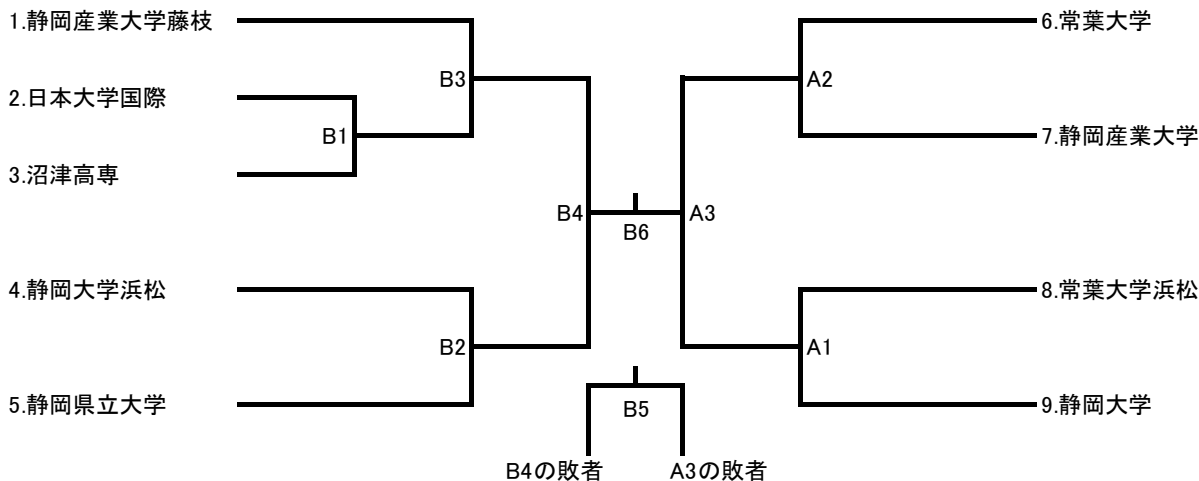 1.静岡産業大学藤枝
6.常葉大学
B3
A2
2.日本大学国際
B1
7.静岡産業大学
3.沼津高専
B4
A3
B6
4.静岡大学浜松
8.常葉大学浜松
B2
A1
5.静岡県立大学
B5
9.静岡大学
B4の敗者
A3の敗者